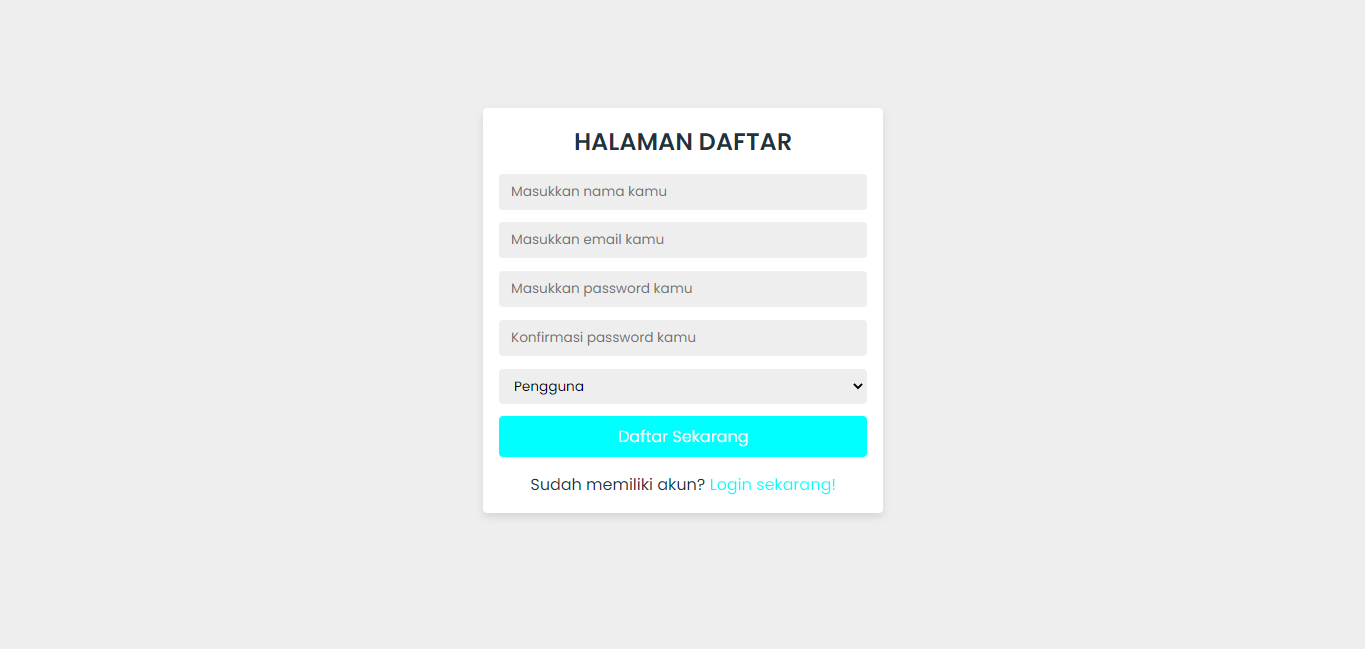 HALAMAN DAFTAR
Masukkan nama kamu
Masukkan email kamu
Masukkan password kamu
Konfirmasi password kamu
Pengguna
Daftar Sekarang
Sudah memiliki akun? Login sekarang!